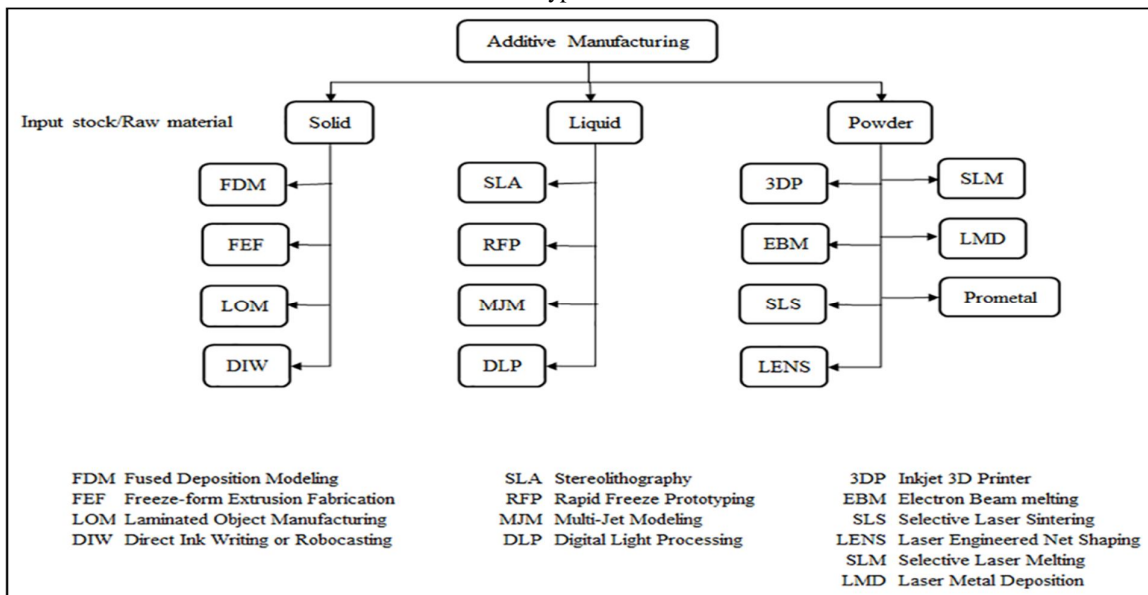 Additive Manufacturing
Input stock/Raw material
Solid
Liquid
Powder
FDM
FEF
LOM
DIW
SLA
RFP
MJM
DLP
3DP
EBM
SLS
LENS
SLM
LMD
Prometal
FDM Fused Deposition Modeling
FEF Freeze-form Extrusion Fabrication
LOM Laminated Object Manufacturing
DIW Direct Ink Writing or Robocasting
SLA Stereolithography
RFP Rapid Freeze Prototyping
MJM Multi-Jet Modeling
DLP Digital Light Processing
3DP Inkjet 3D Printer
EBM Electron Beam melting
SLS Selective Laser Sintering
LENS Laser Engineered Net Shaping
SLM Selective Laser Melting
LMD Laser Metal Deposition